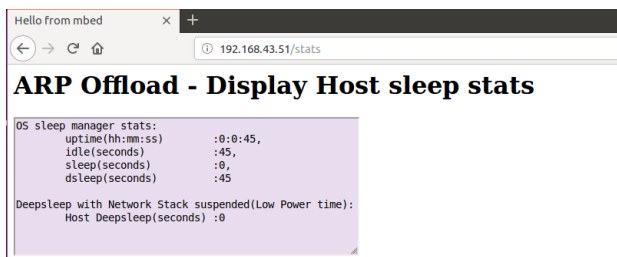 Hello from mbed
192.168.43.51/stats
ARP Offload - Display Host sleep stats
OS sleep manager stats:
uptime(hh:mm:ss) :0:0:45,
idle(seconds) :45,
sleep(seconds) :0,
dsleep(seconds) :45
Deepsleep with Network Stack suspended(Low Power time):
Host Deepsleep(seconds) :0